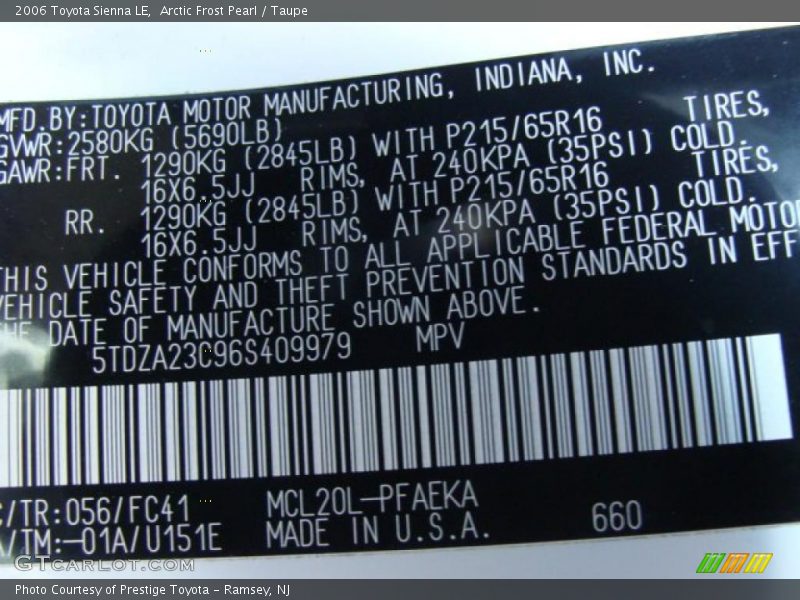 2006 Toyota Sienna LE,  Arctic Frost Pearl / Taupe
MFD.BY:TOYOTA MOTOR MANUFACTURING, INDIANA, INC.
GVWR:2580KG (5690LB)
GAWR:FRT. 1290KG (2845LB) WITH P215/65R16 TIRES,
16X6.5JJ RIMS, AT 240KPA (35PSI) COLD.
RR. 1290KG (2845LB) WITH P215/65R16 TIRES,
16X6.5JJ RIMS, AT 240KPA (35PSI) COLD.
THIS VEHICLE CONFORMS TO ALL APPLICABLE FEDERAL MOTOR
VEHICLE SAFETY AND THEFT PREVENTION STANDARDS IN EFF
THE DATE OF MANUFACTURE SHOWN ABOVE.
5TDZA23C96S409979 MPV
C/TR:056/FC41 MCL20L-PFAEKA
A/TM:-01A/U151E MADE IN U.S.A. 660
GTCARLOT.COM
Photo Courtesy of Prestige Toyota - Ramsey, NJ